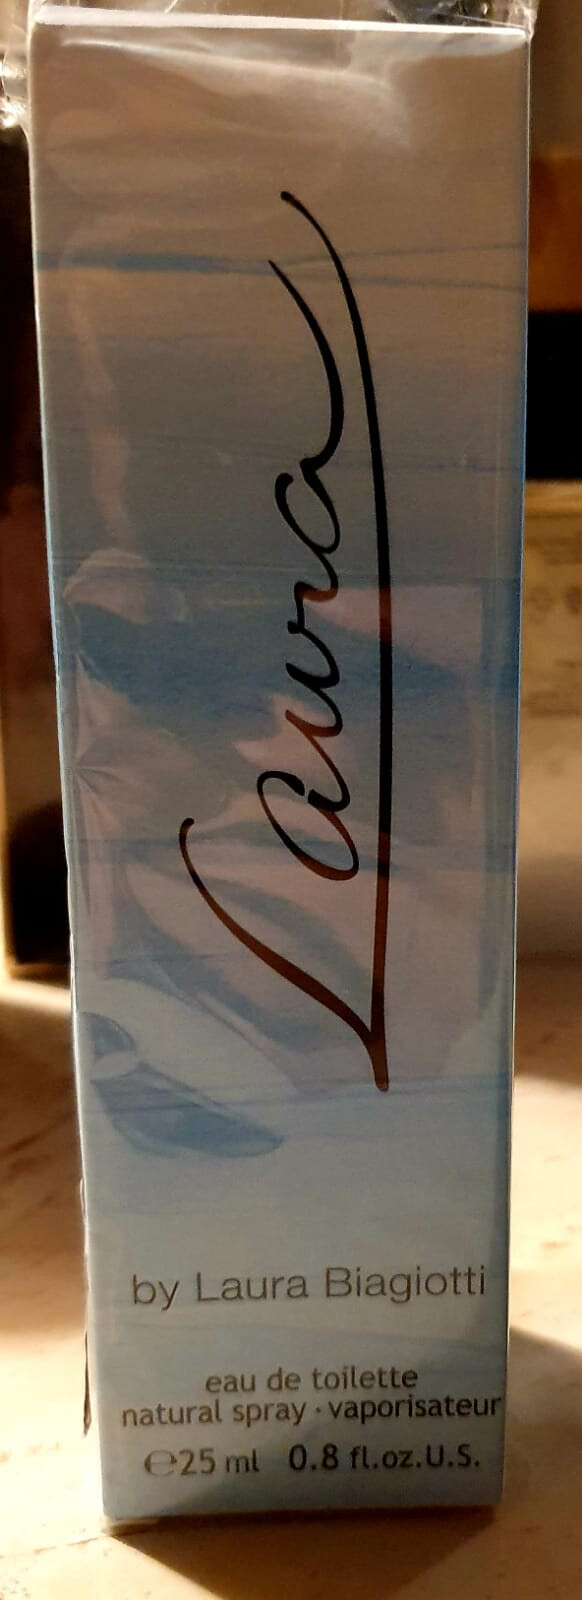 Laura
by Laura Biagiotti
eau de toilette
natural spray · vaporisateur
℮25 ml 0.8 fl.oz.U.S.